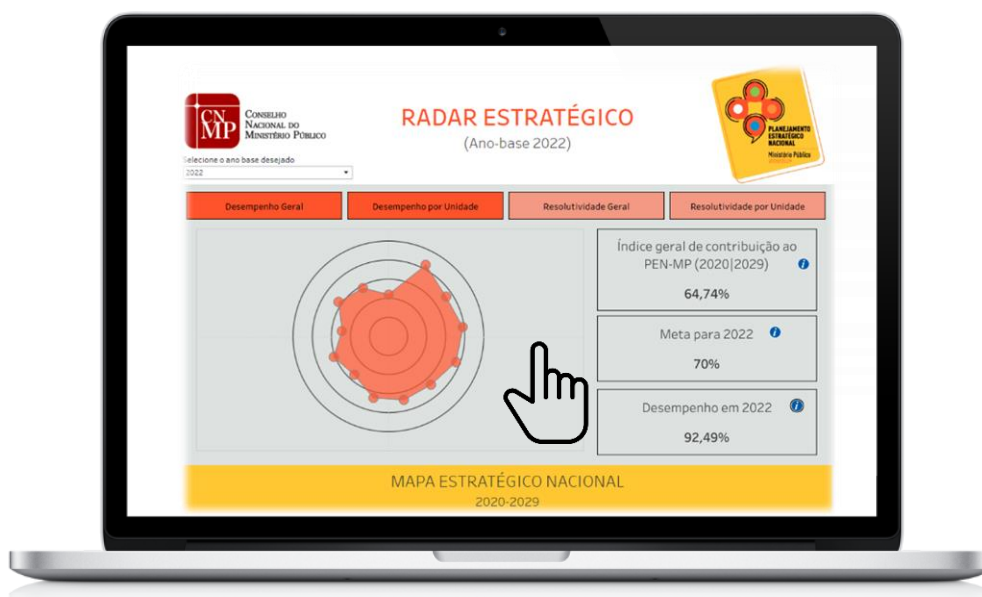 CN
MP
CONSELHO
NACIONAL DO
MINISTÉRIO PÚBLICO
RADAR ESTRATÉGICO
(Ano-base 2022)
PLANEJAMENTO
ESTRATÉGICO
NACIONAL
Ministério Público
Selecione o ano base desejado
2022
Desempenho Geral
Desempenho por Unidade
Resolutividade Geral
Resolutividade por Unidade
Índice geral de contribuição ao
PEN-MP (2020|2029)
64,74%
Meta para 2022
70%
Desempenho em 2022
92,49%
MAPA ESTRATÉGICO NACIONAL
2020-2029